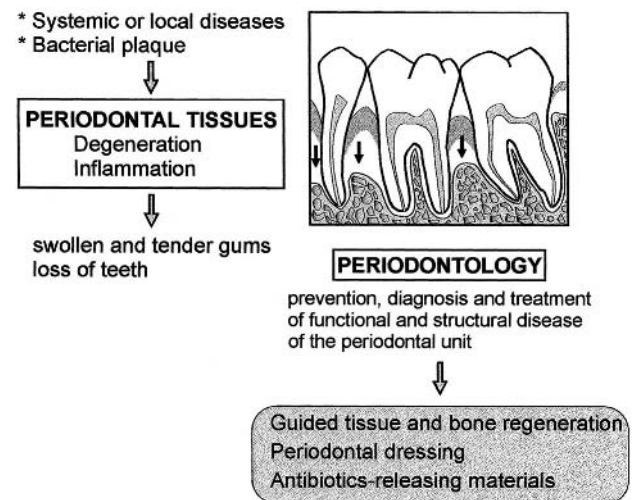 * Systemic or local diseases
* Bacterial plaque
PERIODONTAL TISSUES
Degeneration
Inflammation
swollen and tender gums
loss of teeth
PERIODONTOLOGY
prevention, diagnosis and treatment
of functional and structural disease
of the periodontal unit
Guided tissue and bone regeneration
Periodontal dressing
Antibiotics-releasing materials